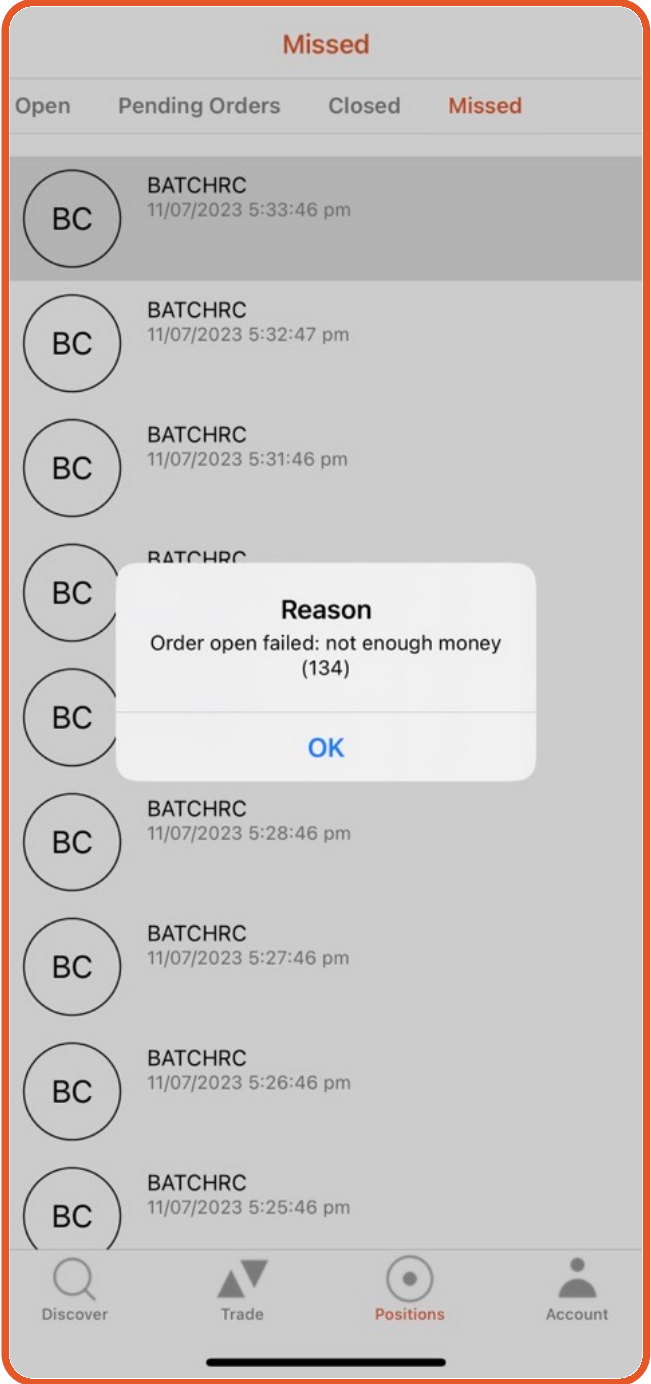 Missed
Open Pending Orders Closed Missed
BC
BATCHRC
11/07/2023 5:33:46 pm
BC
BATCHRC
11/07/2023 5:32:47 pm
BC
BATCHRC
11/07/2023 5:31:46 pm
BC
BATCHRC
Reason
Order open failed: not enough money
(134)
OK
BC
BC
BATCHRC
11/07/2023 5:28:46 pm
BC
BATCHRC
11/07/2023 5:27:46 pm
BC
BATCHRC
11/07/2023 5:26:46 pm
BC
BATCHRC
11/07/2023 5:25:46 pm
Discover Trade Positions Account